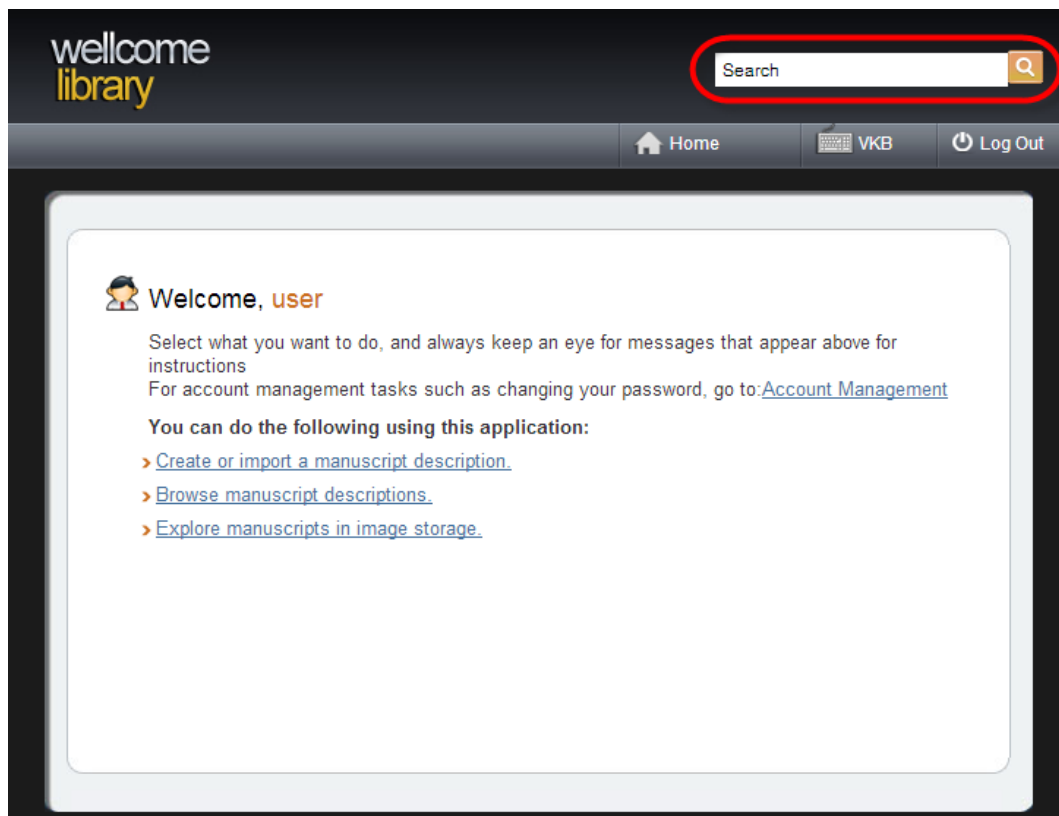 wellcome
library
Search
Home
VKB
Log Out
Welcome, user
Select what you want to do, and always keep an eye for messages that appear above for
instructions
For account management tasks such as changing your password, go to:Account Management
You can do the following using this application:
Create or import a manuscript description.
Browse manuscript descriptions.
Explore manuscripts in image storage.